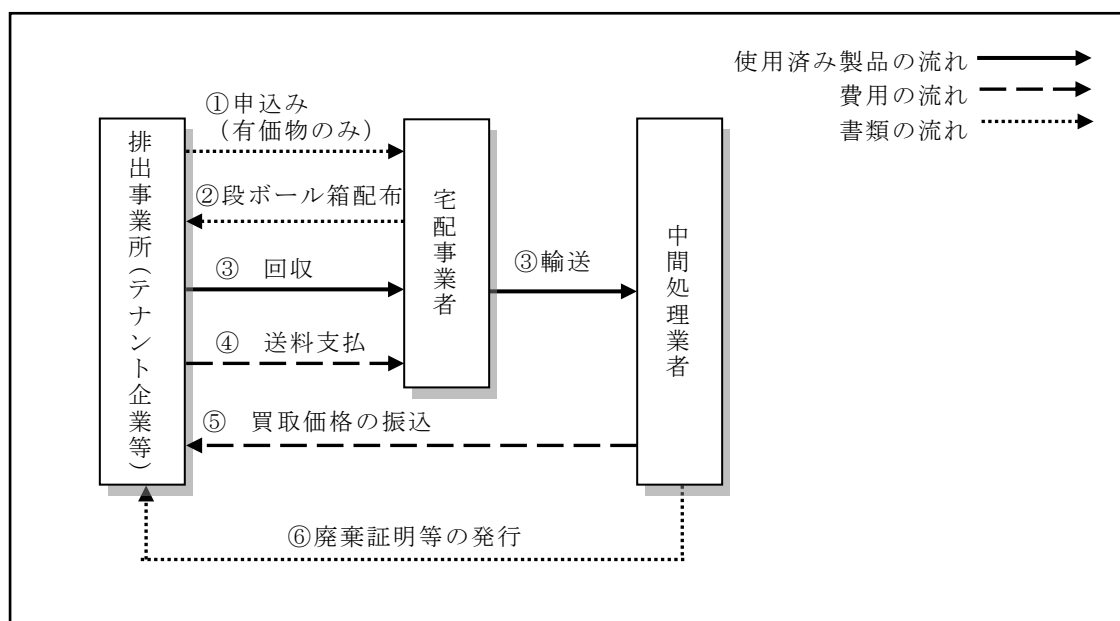 使用済み製品の流れ
費用の流れ
書類の流れ
①申込み
（有価物のみ）
②段ボール箱配布
③ 回収
③輸送
④ 送料支払
⑤ 買取価格の振込
⑥廃棄証明等の発行
排出事業所（テナント企業等）
宅配事業者
中間処理業者